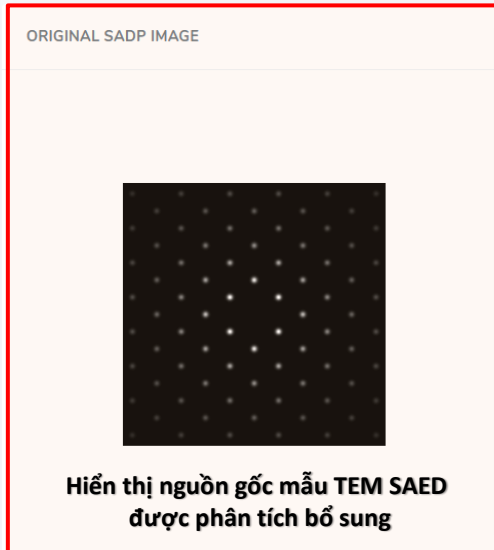 ORIGINAL SADP IMAGE
Hiển thị nguồn gốc mẫu TEM SAED
được phân tích bổ sung